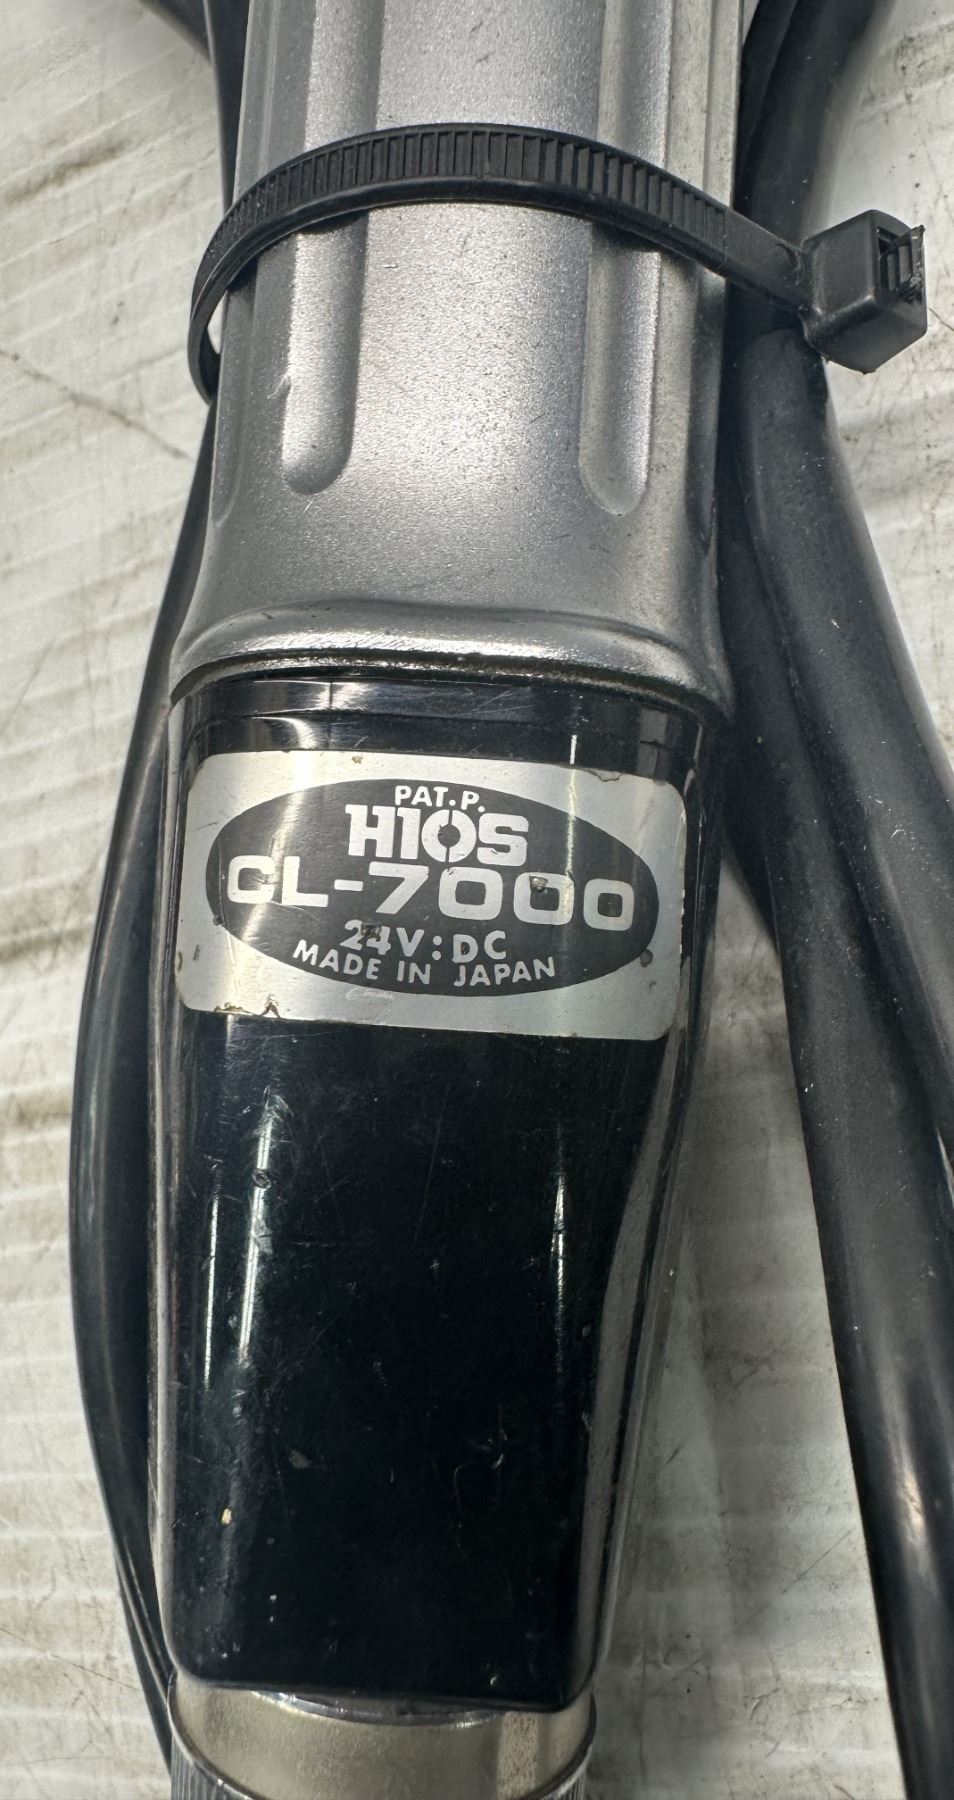 PAT.P.
HIOS
CL-7000
24V:DC
MADE IN JAPAN